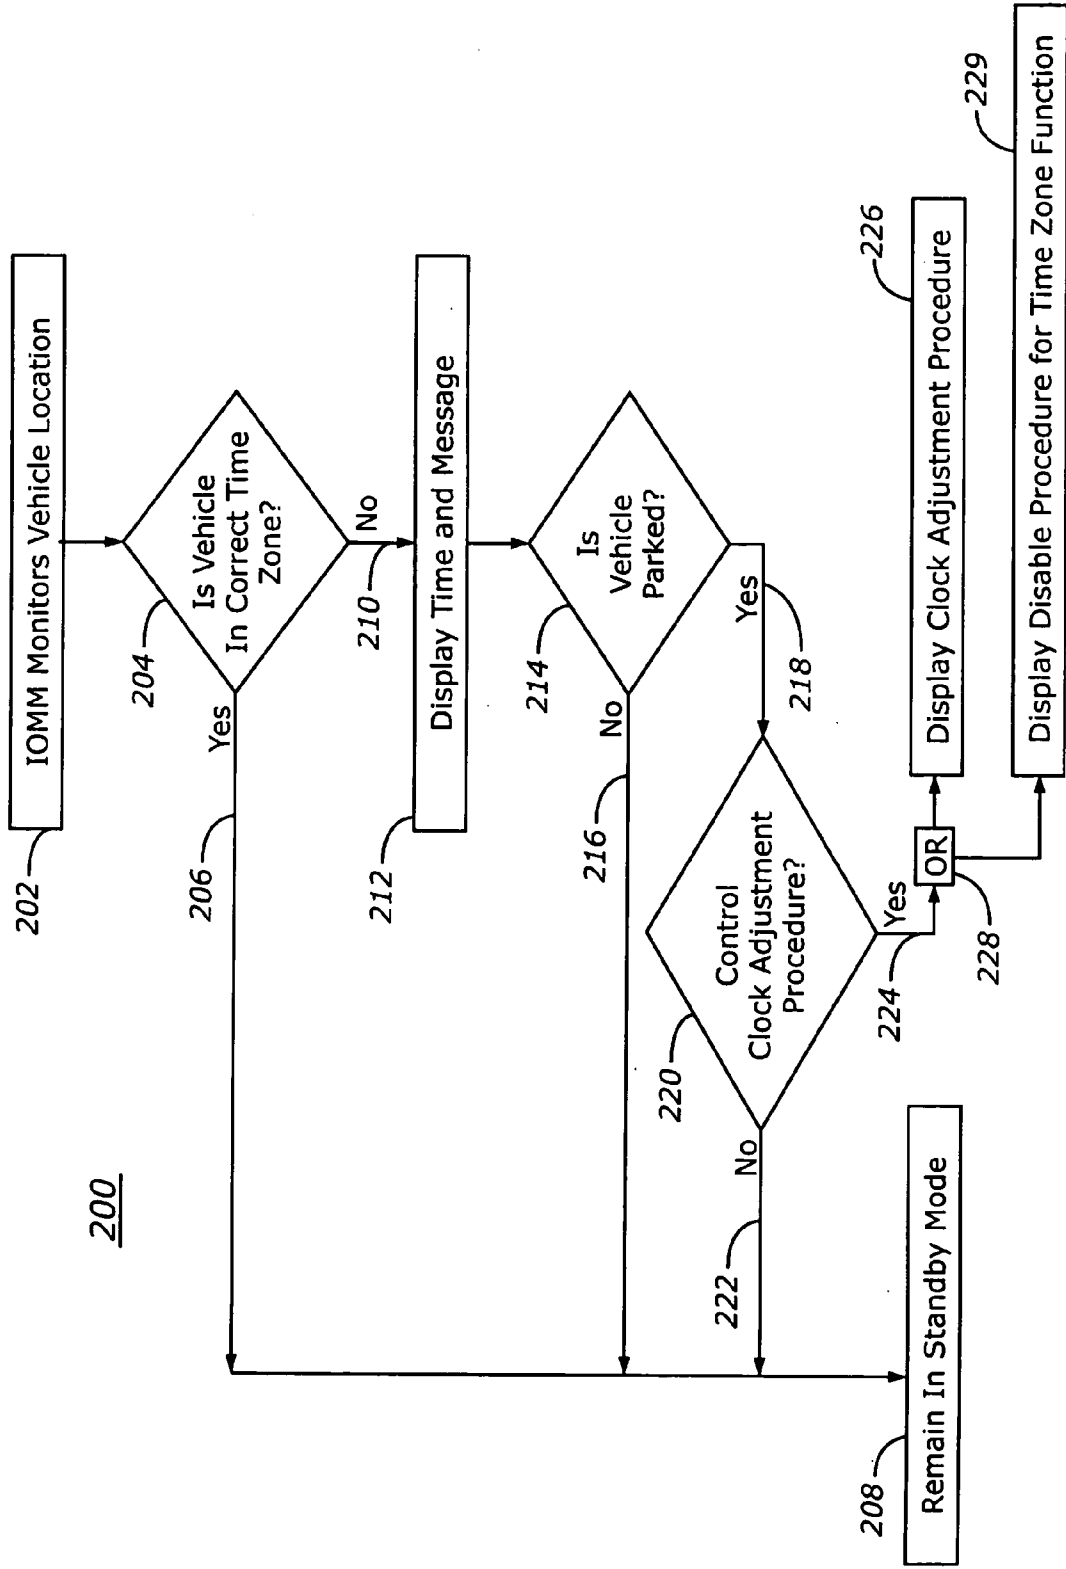 200
202
IOMM Monitors Vehicle Location
204
Is Vehicle
In Correct Time
Zone?
Yes
206
No
210
212
Display Time and Message
214
Is
Vehicle
Parked?
No
216
Yes
218
220
Control
Clock Adjustment
Procedure?
No
222
Yes
224
OR
228
226
Display Clock Adjustment Procedure
229
Display Disable Procedure for Time Zone Function
208
Remain In Standby Mode